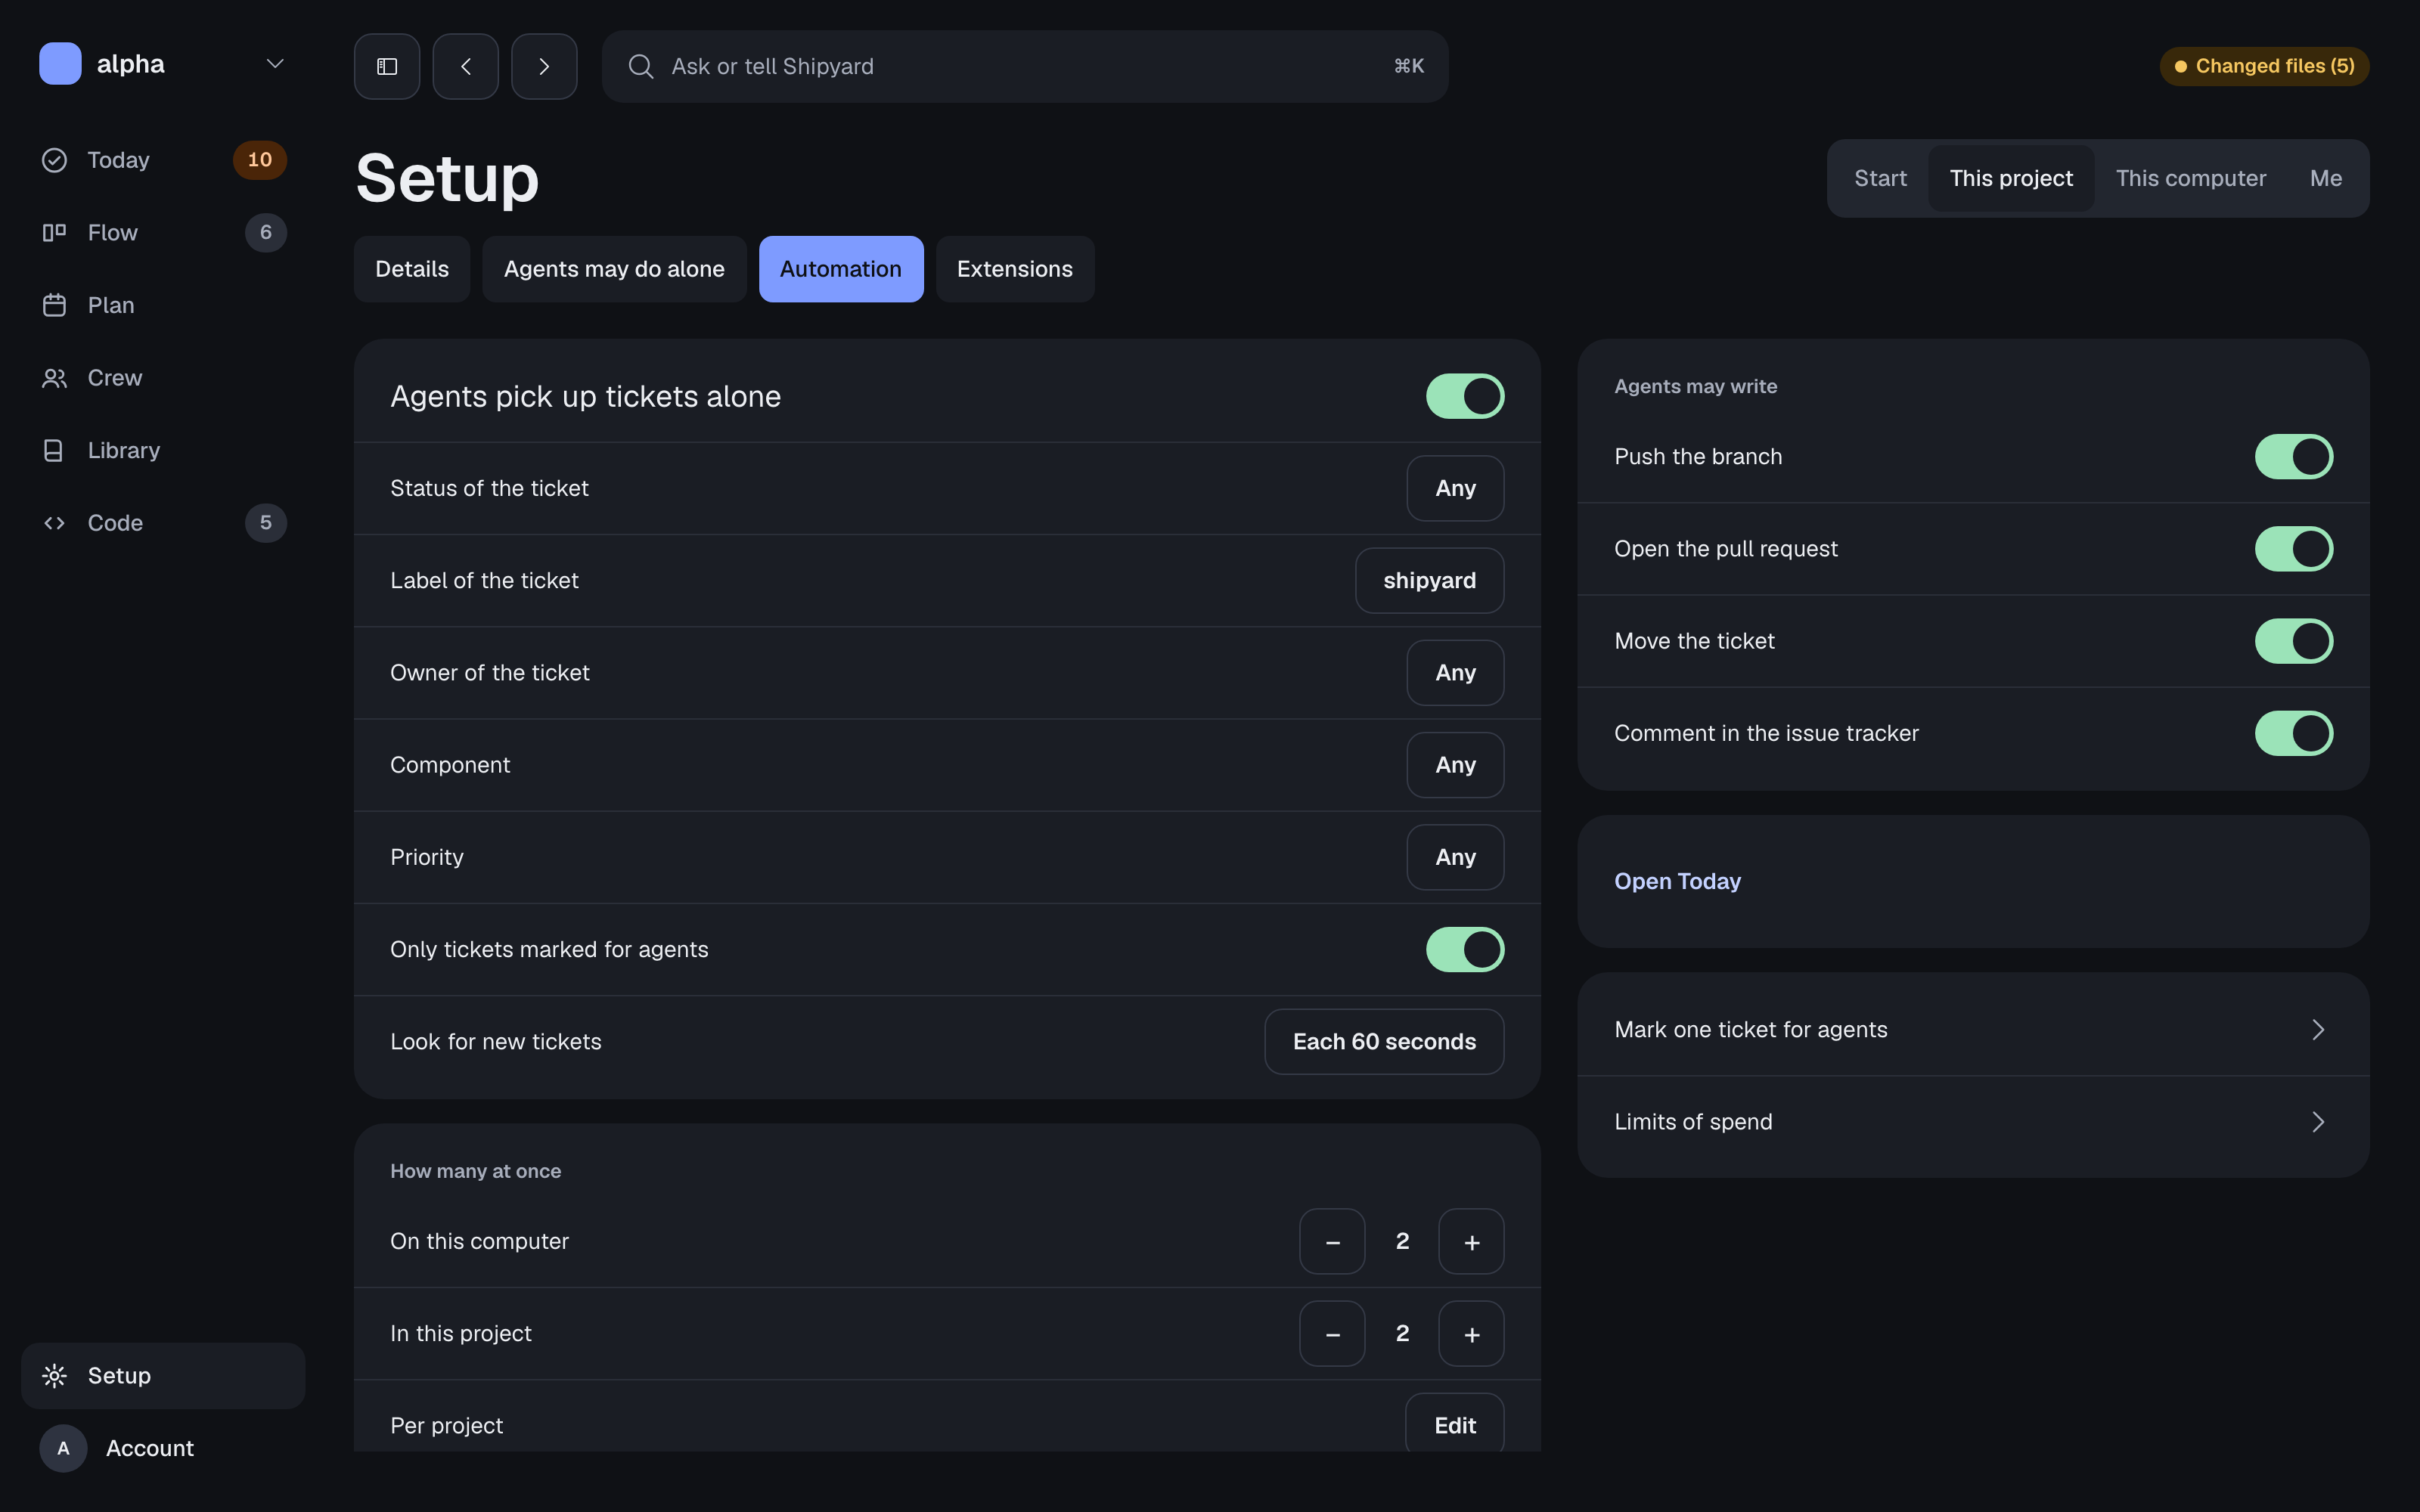 alpha
Ask or tell Shipyard
⌘K
Changed files (5)
Today
10
Flow
6
Plan
Crew
Library
Code
5
Setup
Account
A
Setup
Start
This project
This computer
Me
Details
Agents may do alone
Automation
Extensions
Agents pick up tickets alone
Status of the ticket
Any
Label of the ticket
shipyard
Owner of the ticket
Any
Component
Any
Priority
Any
Only tickets marked for agents
Look for new tickets
Each 60 seconds
How many at once
On this computer
− 2 +
In this project
− 2 +
Per project
Edit
Agents may write
Push the branch
Open the pull request
Move the ticket
Comment in the issue tracker
Open Today
Mark one ticket for agents
Limits of spend